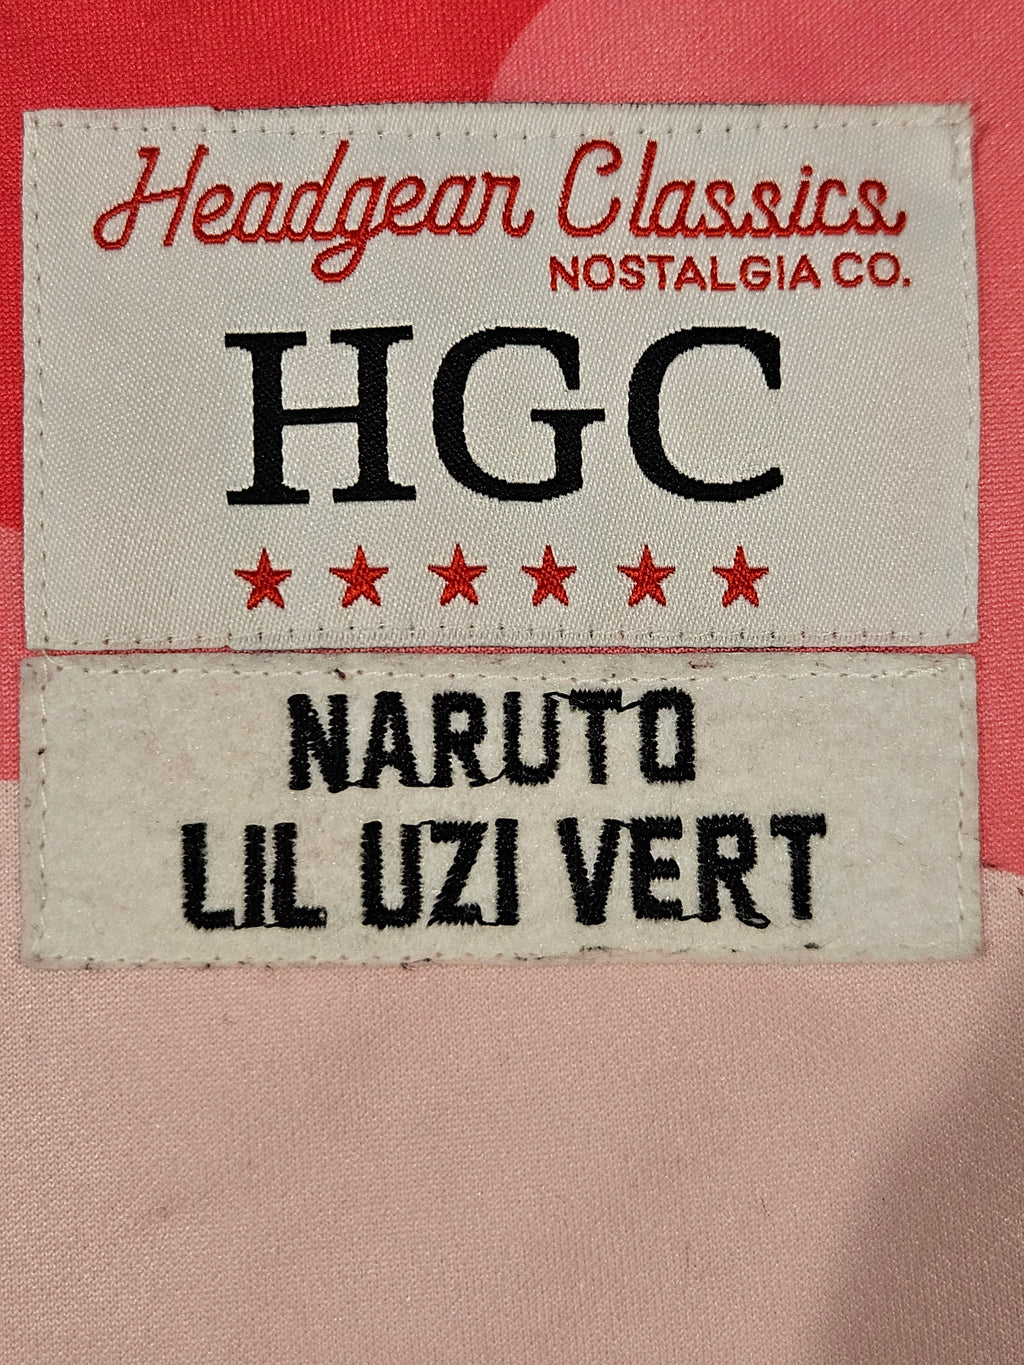 Headgear Classics
NOSTALGIA CO.
HGC
NARUTO
LIL UZI VERT